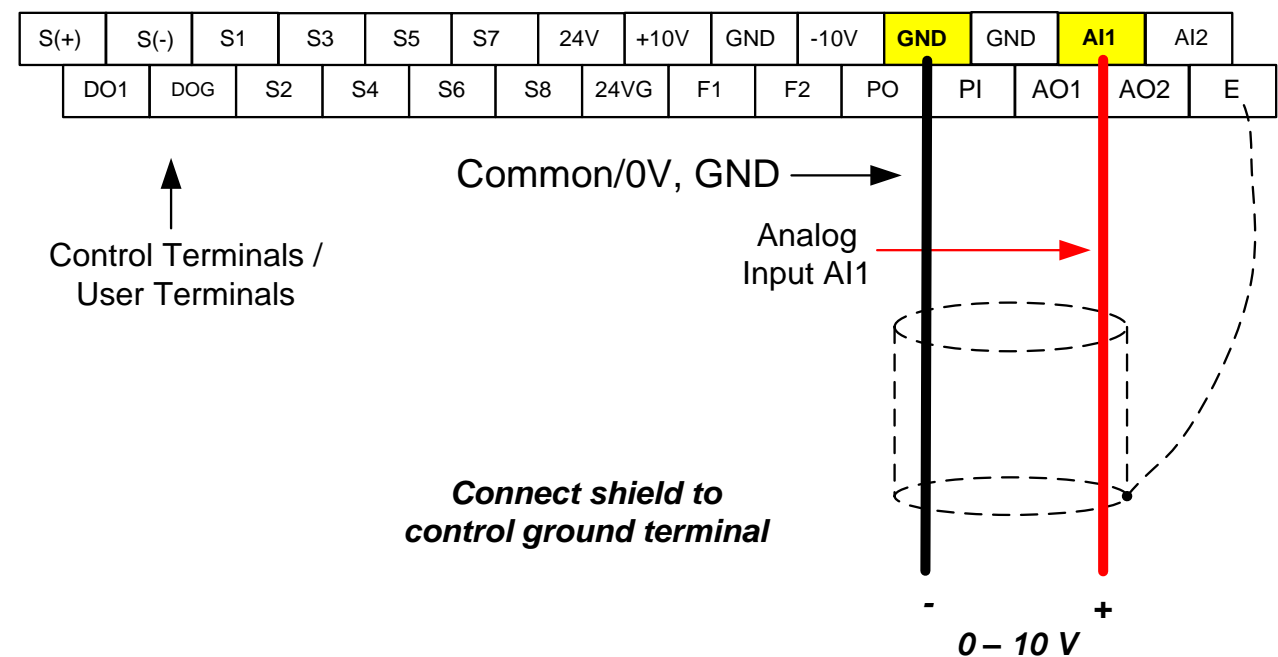 S(+) S(-) S1 S3 S5 S7 24V +10V GND -10V GND GND AI1 AI2
DO1 DOG S2 S4 S6 S8 24VG F1 F2 PO PI AO1 AO2 E
Common/0V, GND
Control Terminals /
User Terminals
Analog
Input AI1
Connect shield to
control ground terminal
- +
0 – 10 V